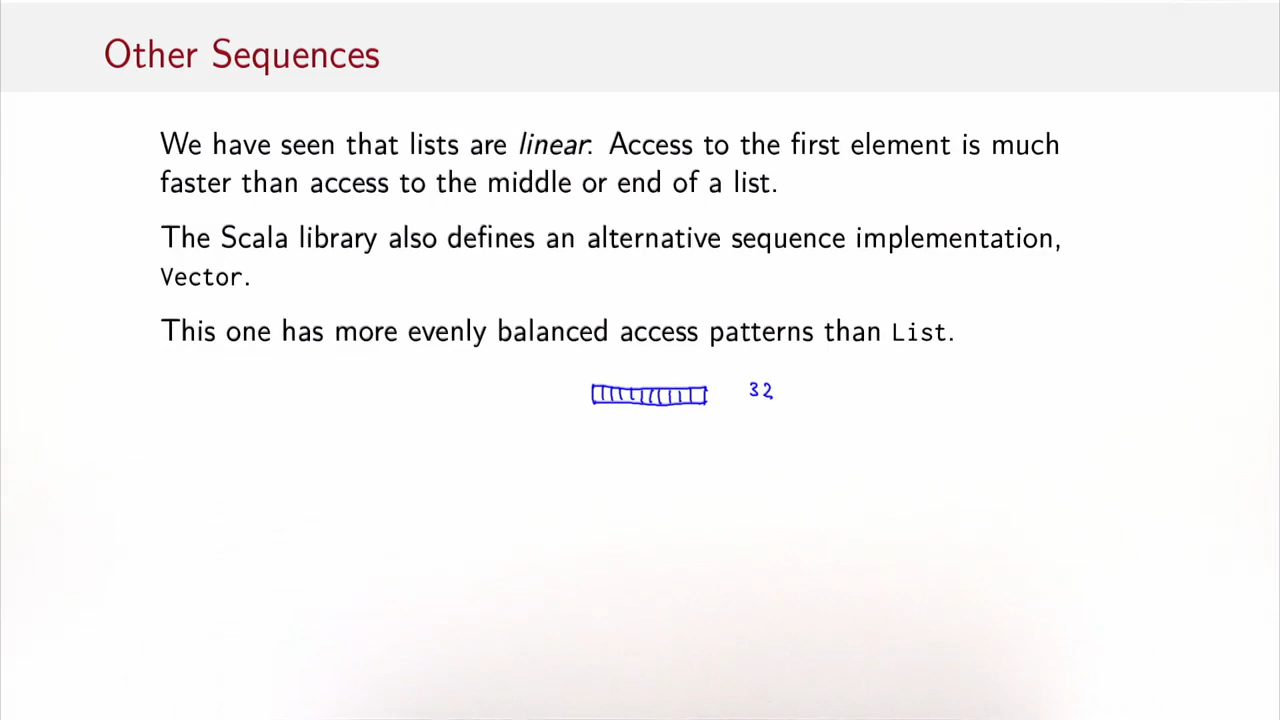 Other Sequences
We have seen that lists are linear. Access to the first element is much
faster than access to the middle or end of a list.
The Scala library also defines an alternative sequence implementation,
Vector.
This one has more evenly balanced access patterns than List.
32